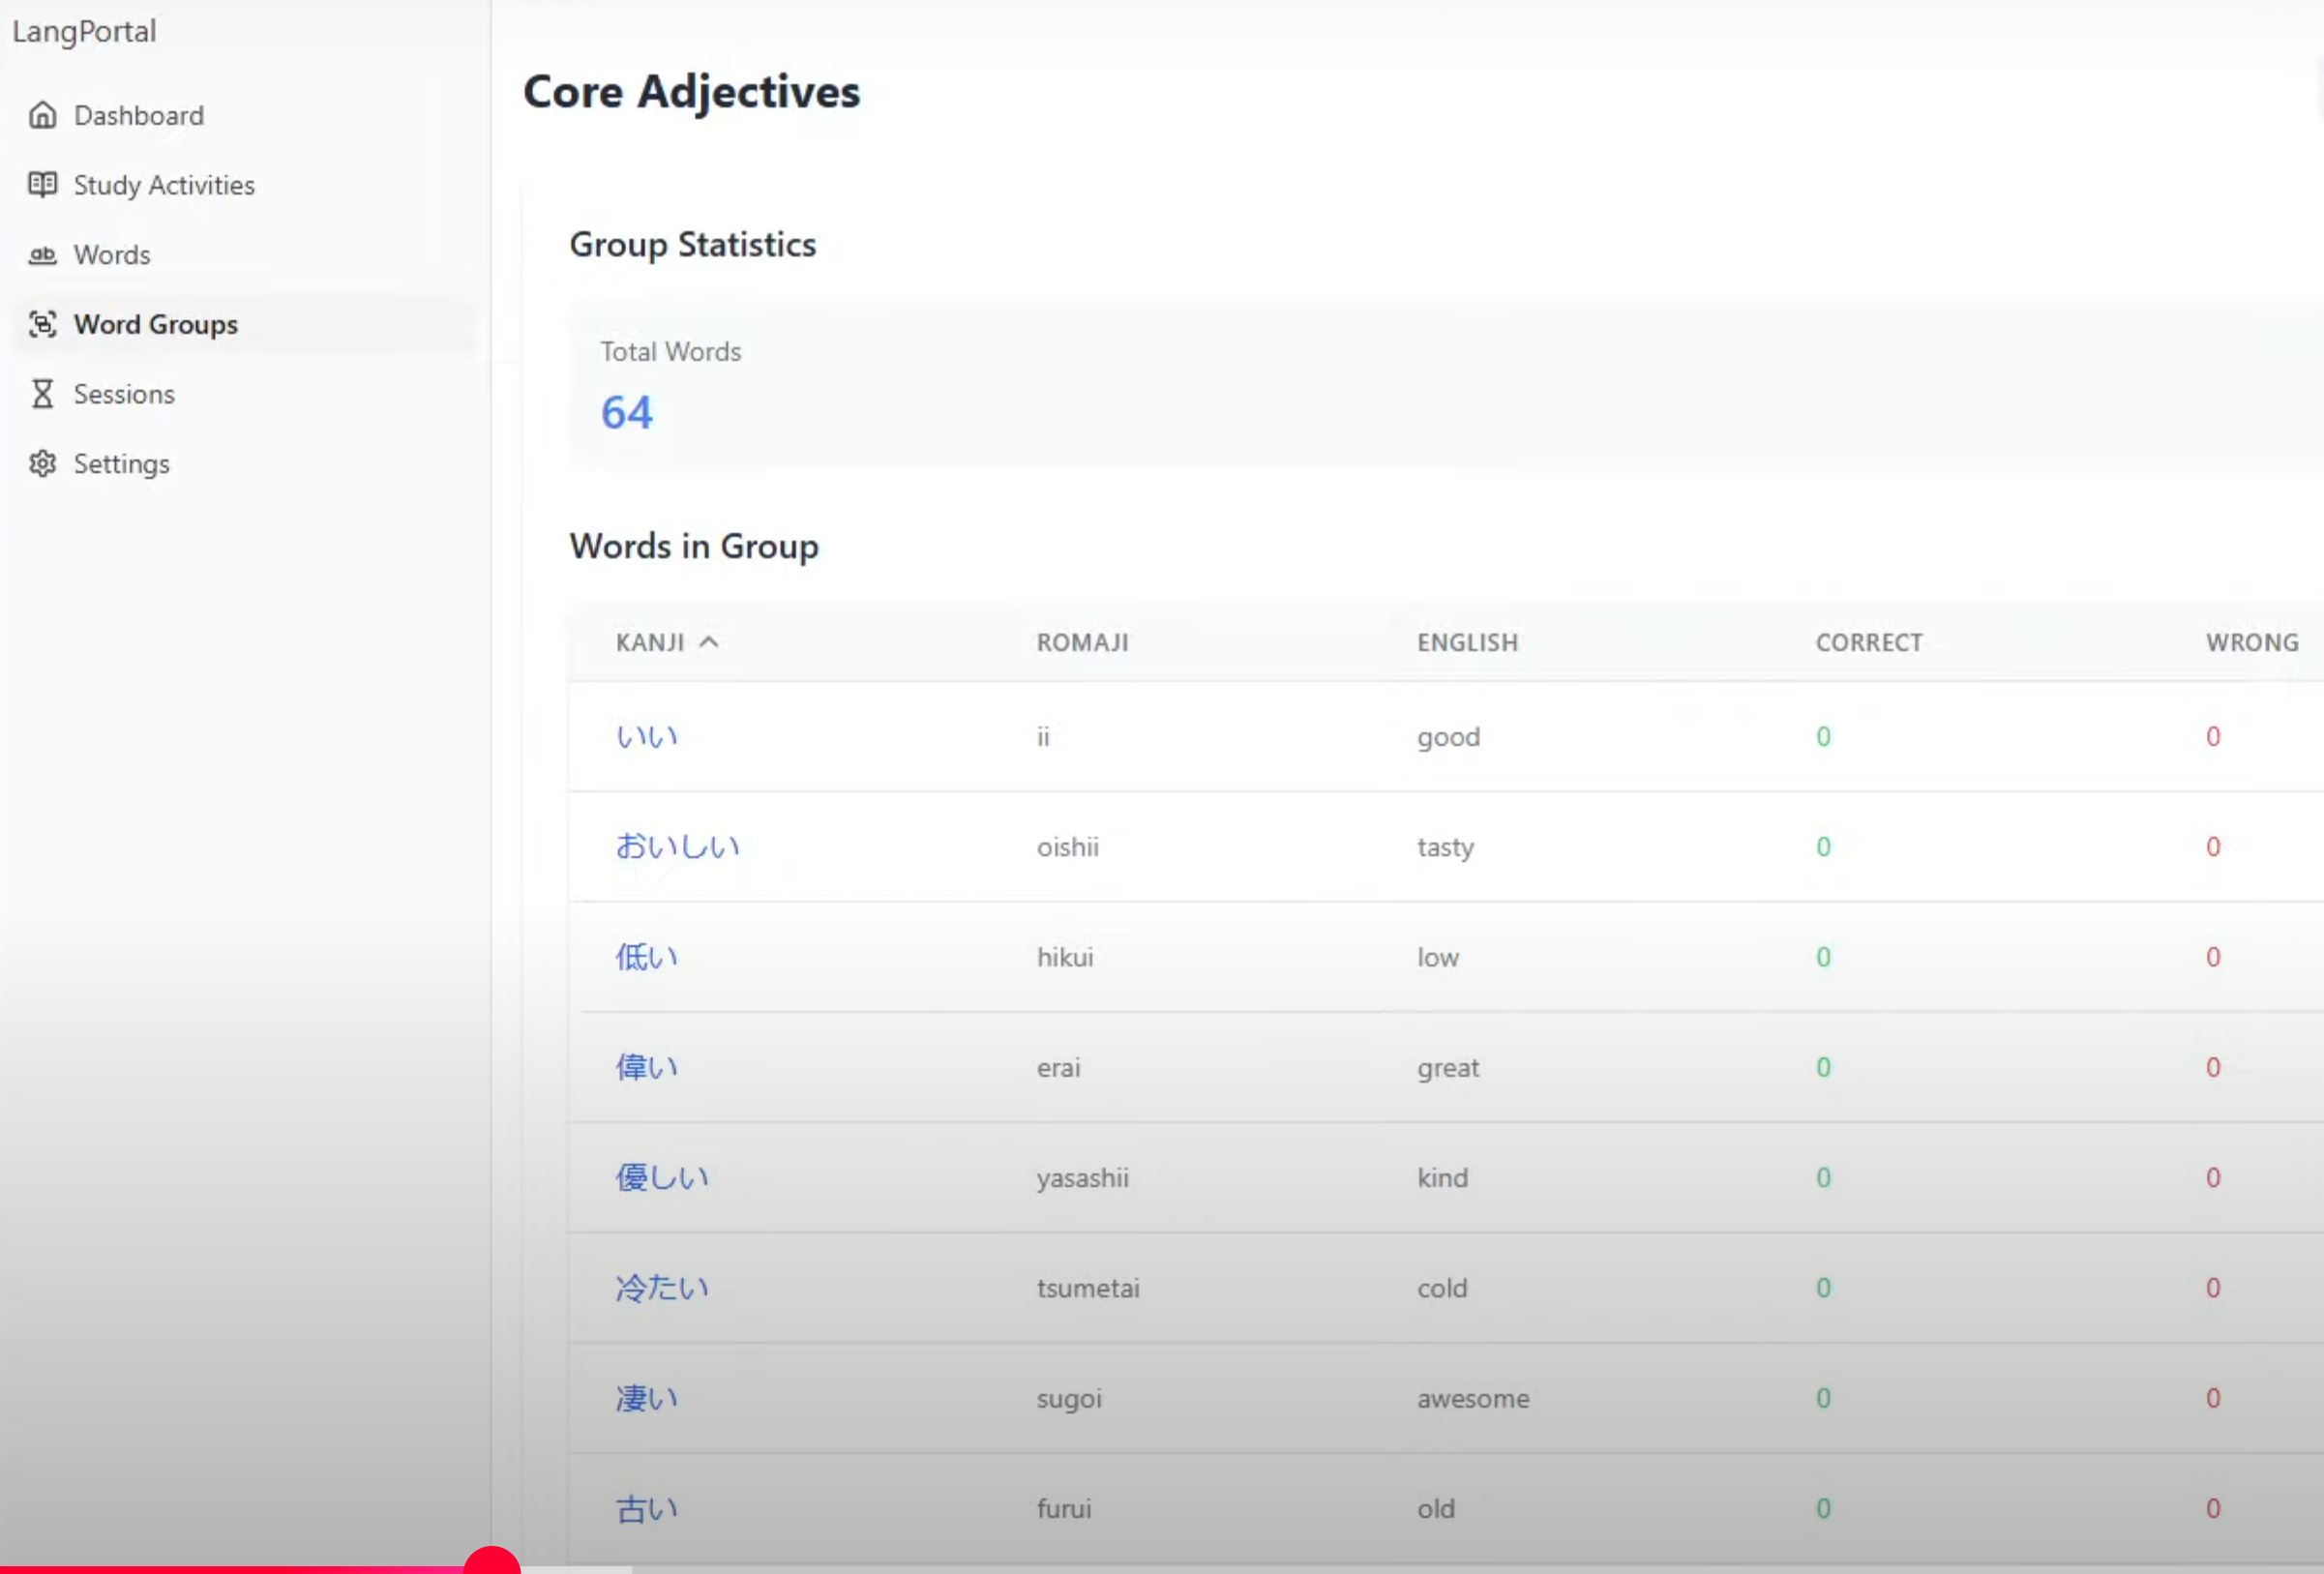 LangPortal
Dashboard
Study Activities
Words
Word Groups
Sessions
Settings
Core Adjectives
Group Statistics
Total Words
64
Words in Group
KANJI ROMAJI ENGLISH CORRECT WRONG
いい ii good 0 0
おいしい oishii tasty 0 0
低い hikui low 0 0
偉い erai great 0 0
優しい yasashii kind 0 0
冷たい tsumetai cold 0 0
凄い sugoi awesome 0 0
古い furui old 0 0